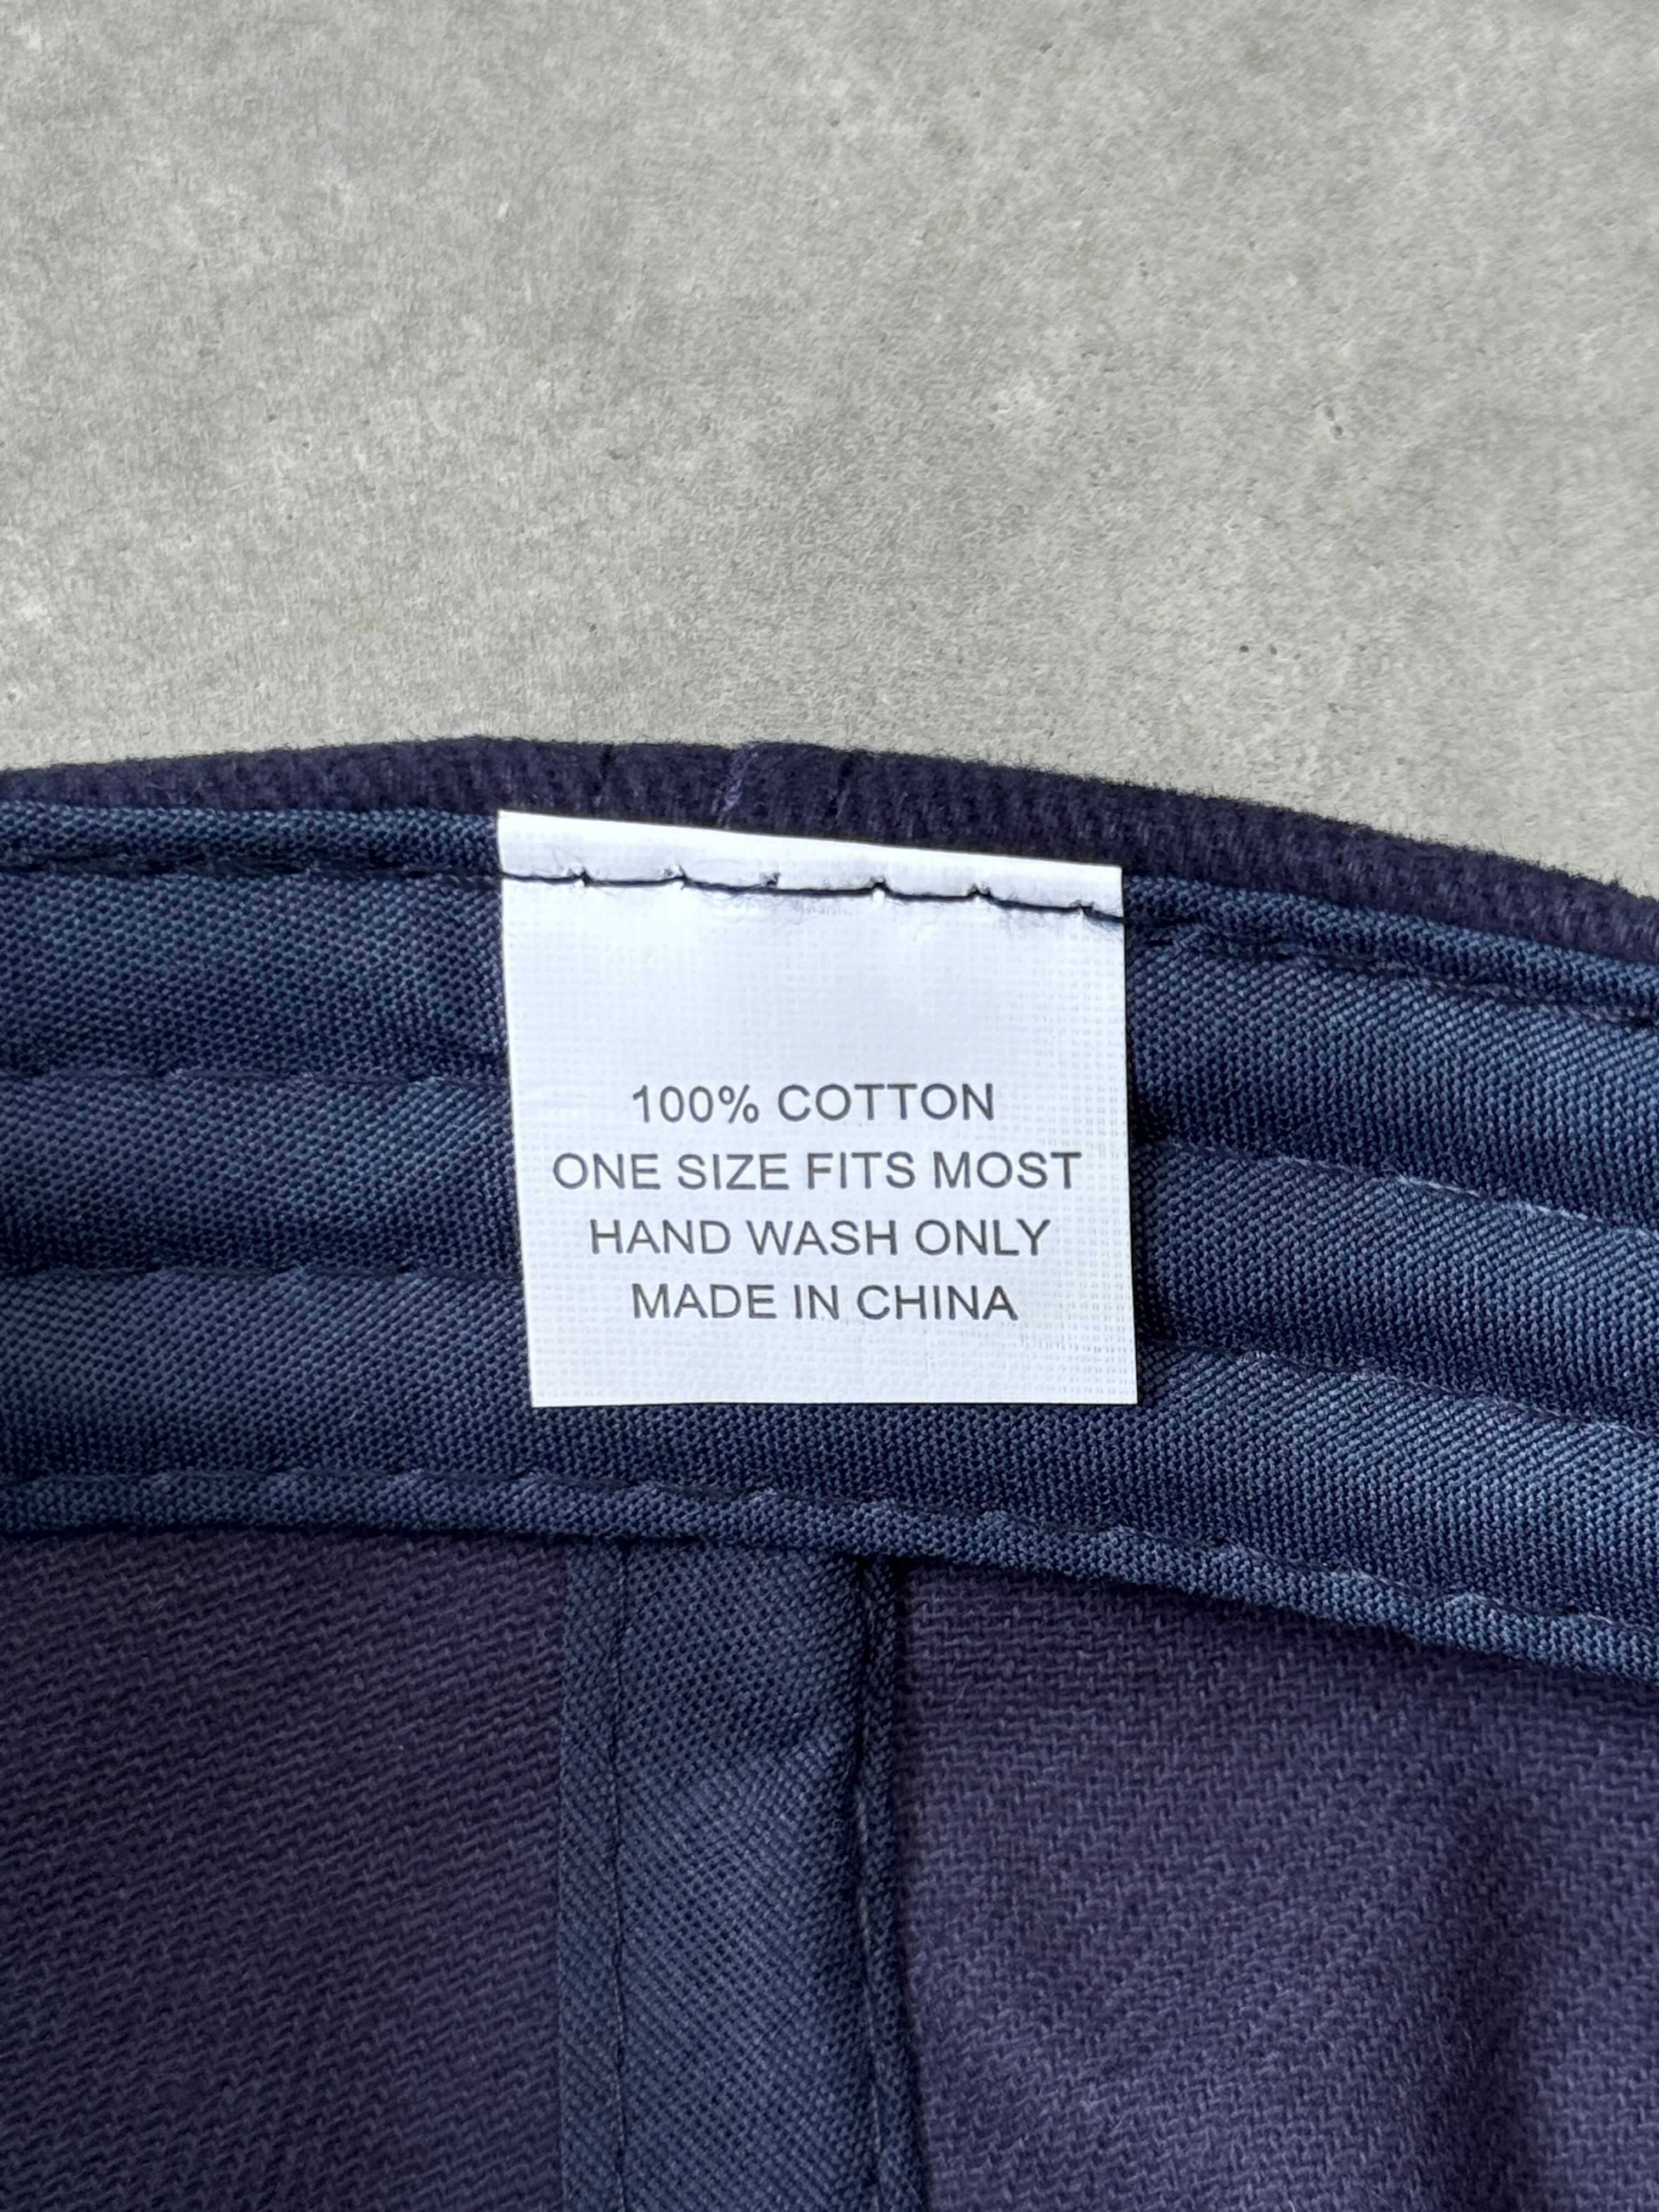 100% COTTON
ONE SIZE FITS MOST
HAND WASH ONLY
MADE IN CHINA